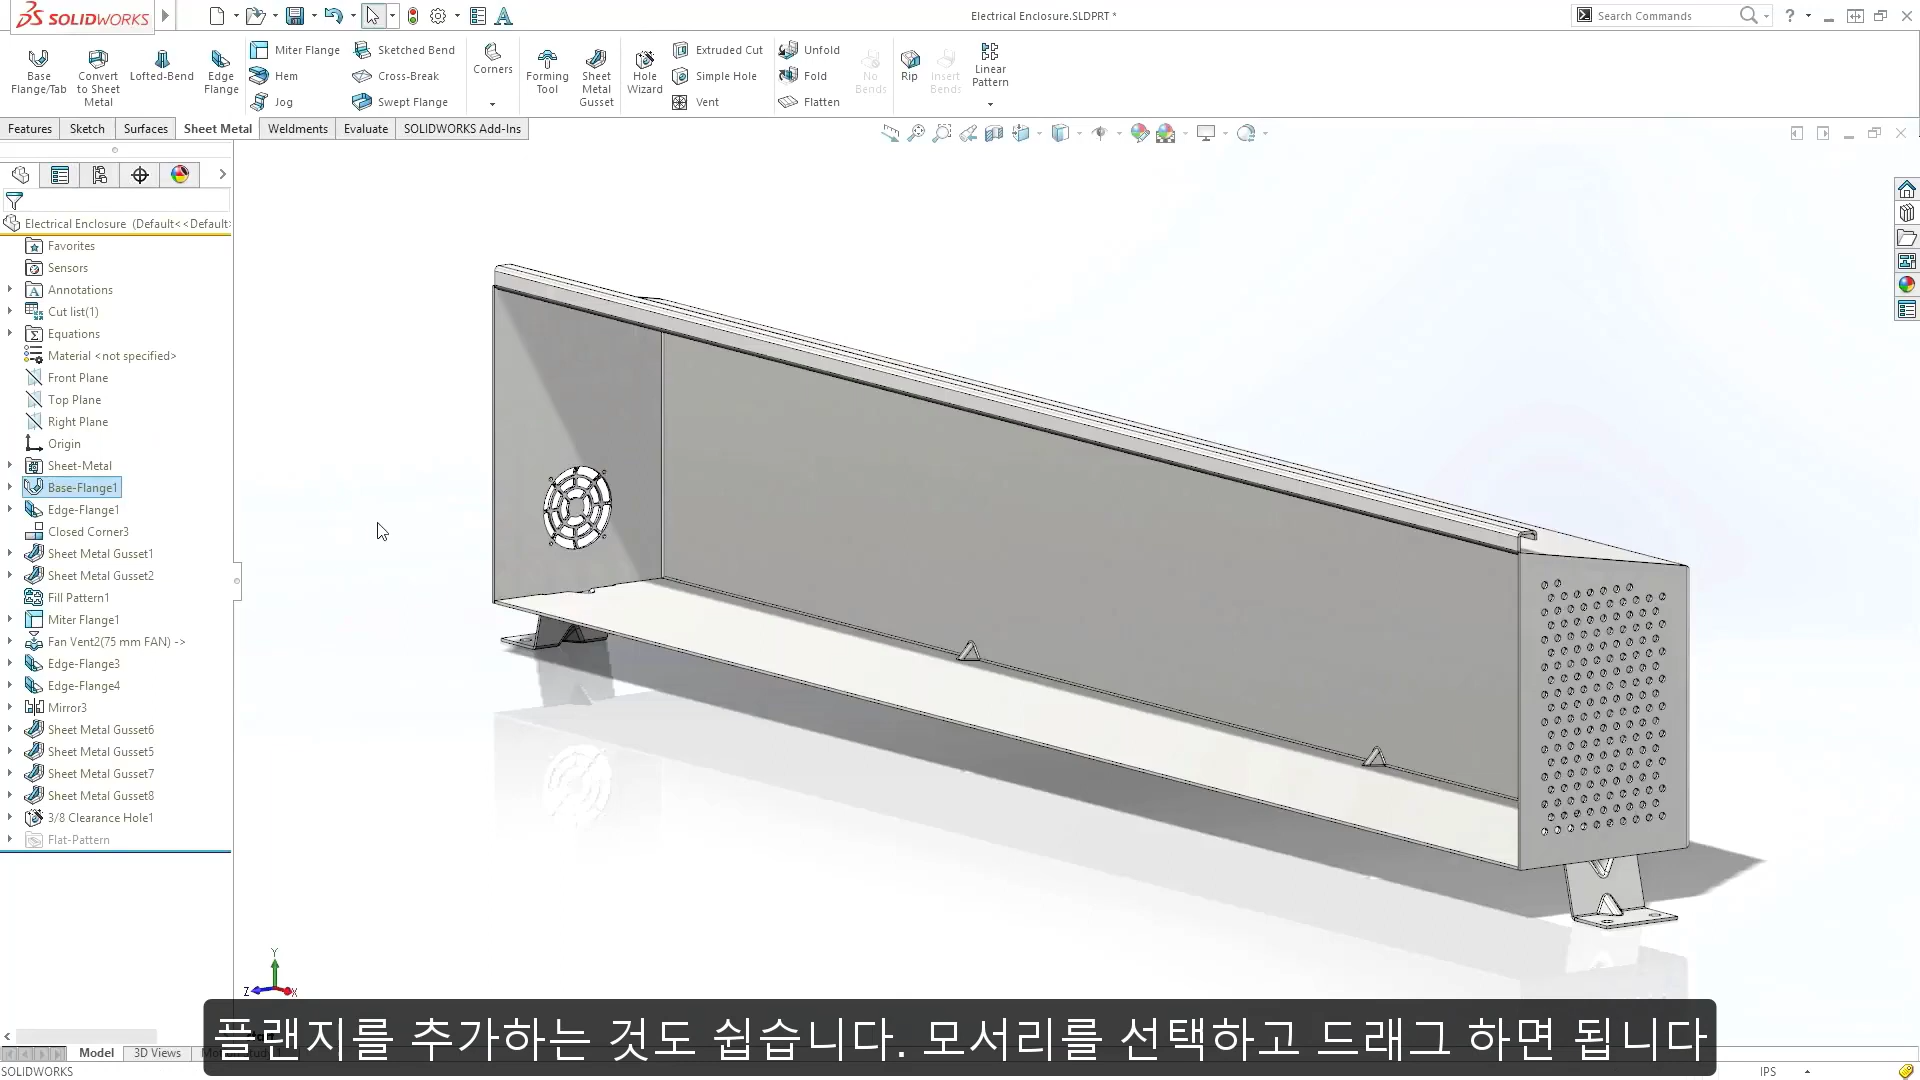 SOLIDWORKS
Electrical Enclosure.SLDPRT *
Search Commands
Base Flange/Tab
Convert to Sheet Metal
Lofted-Bend
Edge Flange
Miter Flange
Hem
Jog
Sketched Bend
Cross-Break
Swept Flange
Corners
Forming Tool
Sheet Metal Gusset
Hole Wizard
Extruded Cut
Simple Hole
Vent
Unfold
Fold
Flatten
No Bends
Rip
Insert Bends
Linear Pattern
Features Sketch Surfaces Sheet Metal Weldments Evaluate SOLIDWORKS Add-Ins
Electrical Enclosure (Default<<Default>
Favorites
Sensors
Annotations
Cut list(1)
Equations
Material <not specified>
Front Plane
Top Plane
Right Plane
Origin
Sheet-Metal
Base-Flange1
Edge-Flange1
Closed Corner3
Sheet Metal Gusset1
Sheet Metal Gusset2
Fill Pattern1
Miter Flange1
Fan Vent2(75 mm FAN) ->
Edge-Flange3
Edge-Flange4
Mirror3
Sheet Metal Gusset6
Sheet Metal Gusset5
Sheet Metal Gusset7
Sheet Metal Gusset8
3/8 Clearance Hole1
Flat-Pattern
Y
Z X
플랜지를 추가하는 것도 쉽습니다. 모서리를 선택하고 드래그 하면 됩니다
Model 3D Views
SOLIDWORKS
IPS